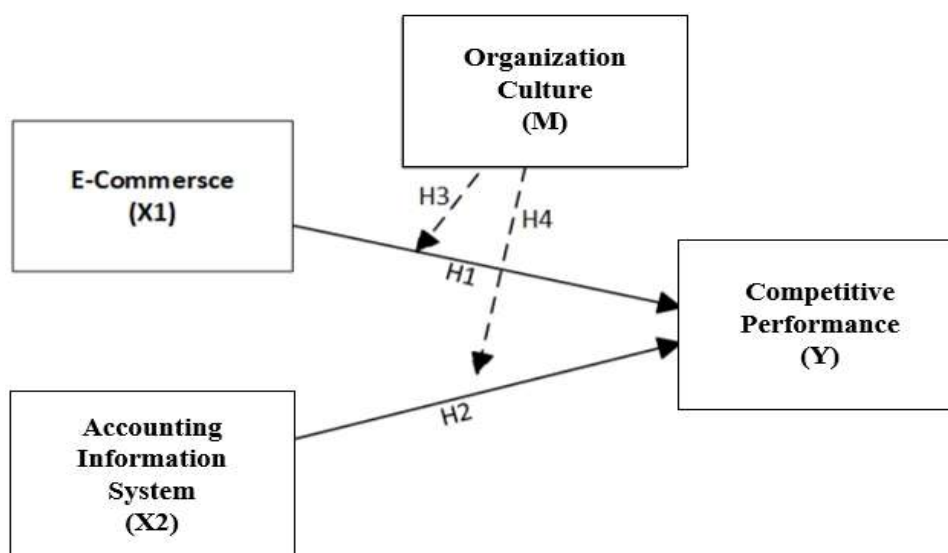 Organization
Culture
(M)
E-Commersce
(X1)
H3
H4
H1
Competitive
Performance
(Y)
H2
Accounting
Information
System
(X2)